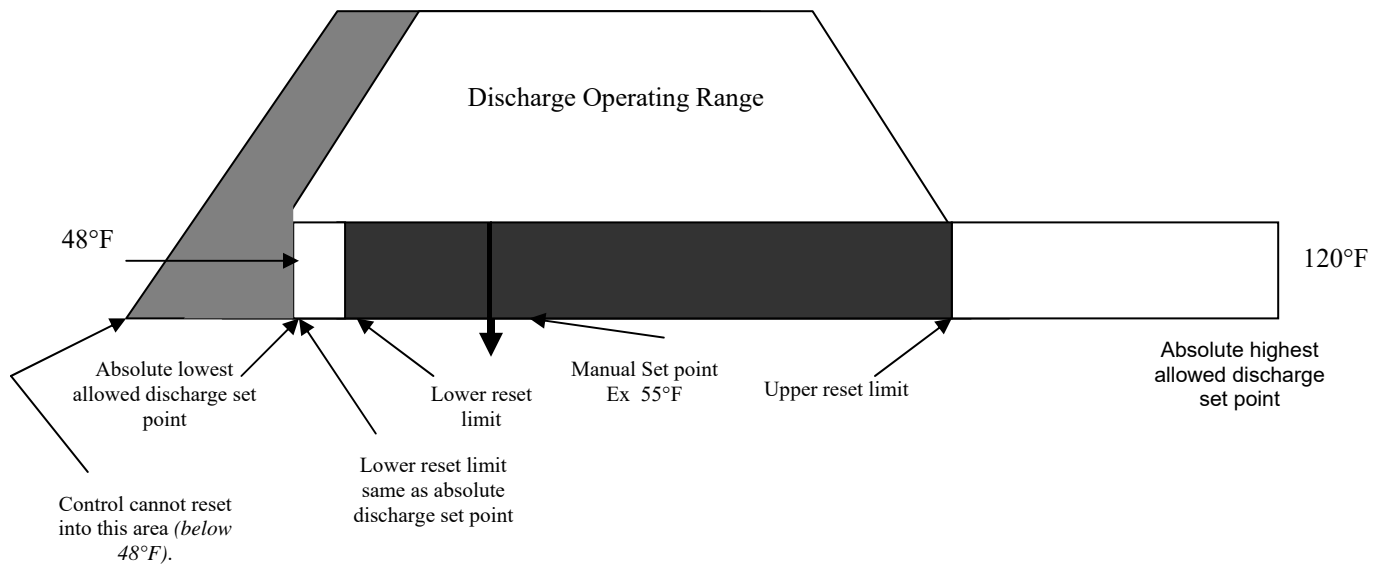 Discharge Operating Range
48°F
120°F
Absolute lowest
allowed discharge set
point
Lower reset
limit
Manual Set point
Ex 55°F
Upper reset limit
Absolute highest
allowed discharge
set point
Lower reset limit
same as absolute
discharge set point
Control cannot reset
into this area (below
48°F).